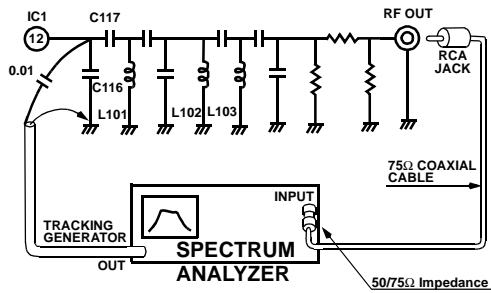 IC1
12
C117
RF OUT
RCA
JACK
0.01
C116
L101
L102
L103
75Ω COAXIAL
CABLE
INPUT
TRACKING
GENERATOR
OUT
SPECTRUM
ANALYZER
50/75Ω Impedance